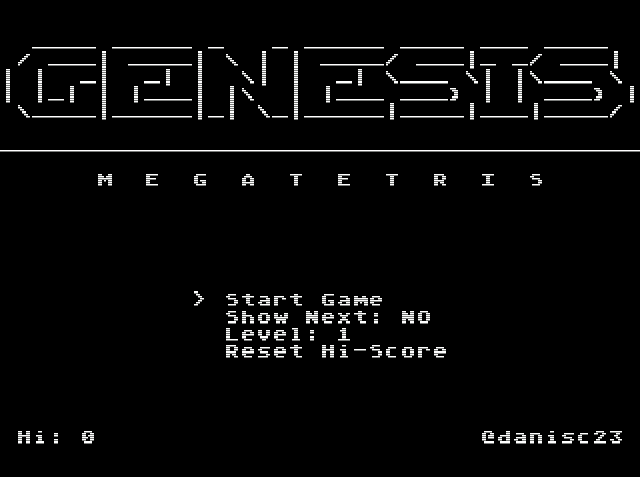 GENESIS
M E G A T E T R I S
> Start Game
Show Next: NO
Level: 1
Reset Hi-Score
Hi: 0
@danisc23